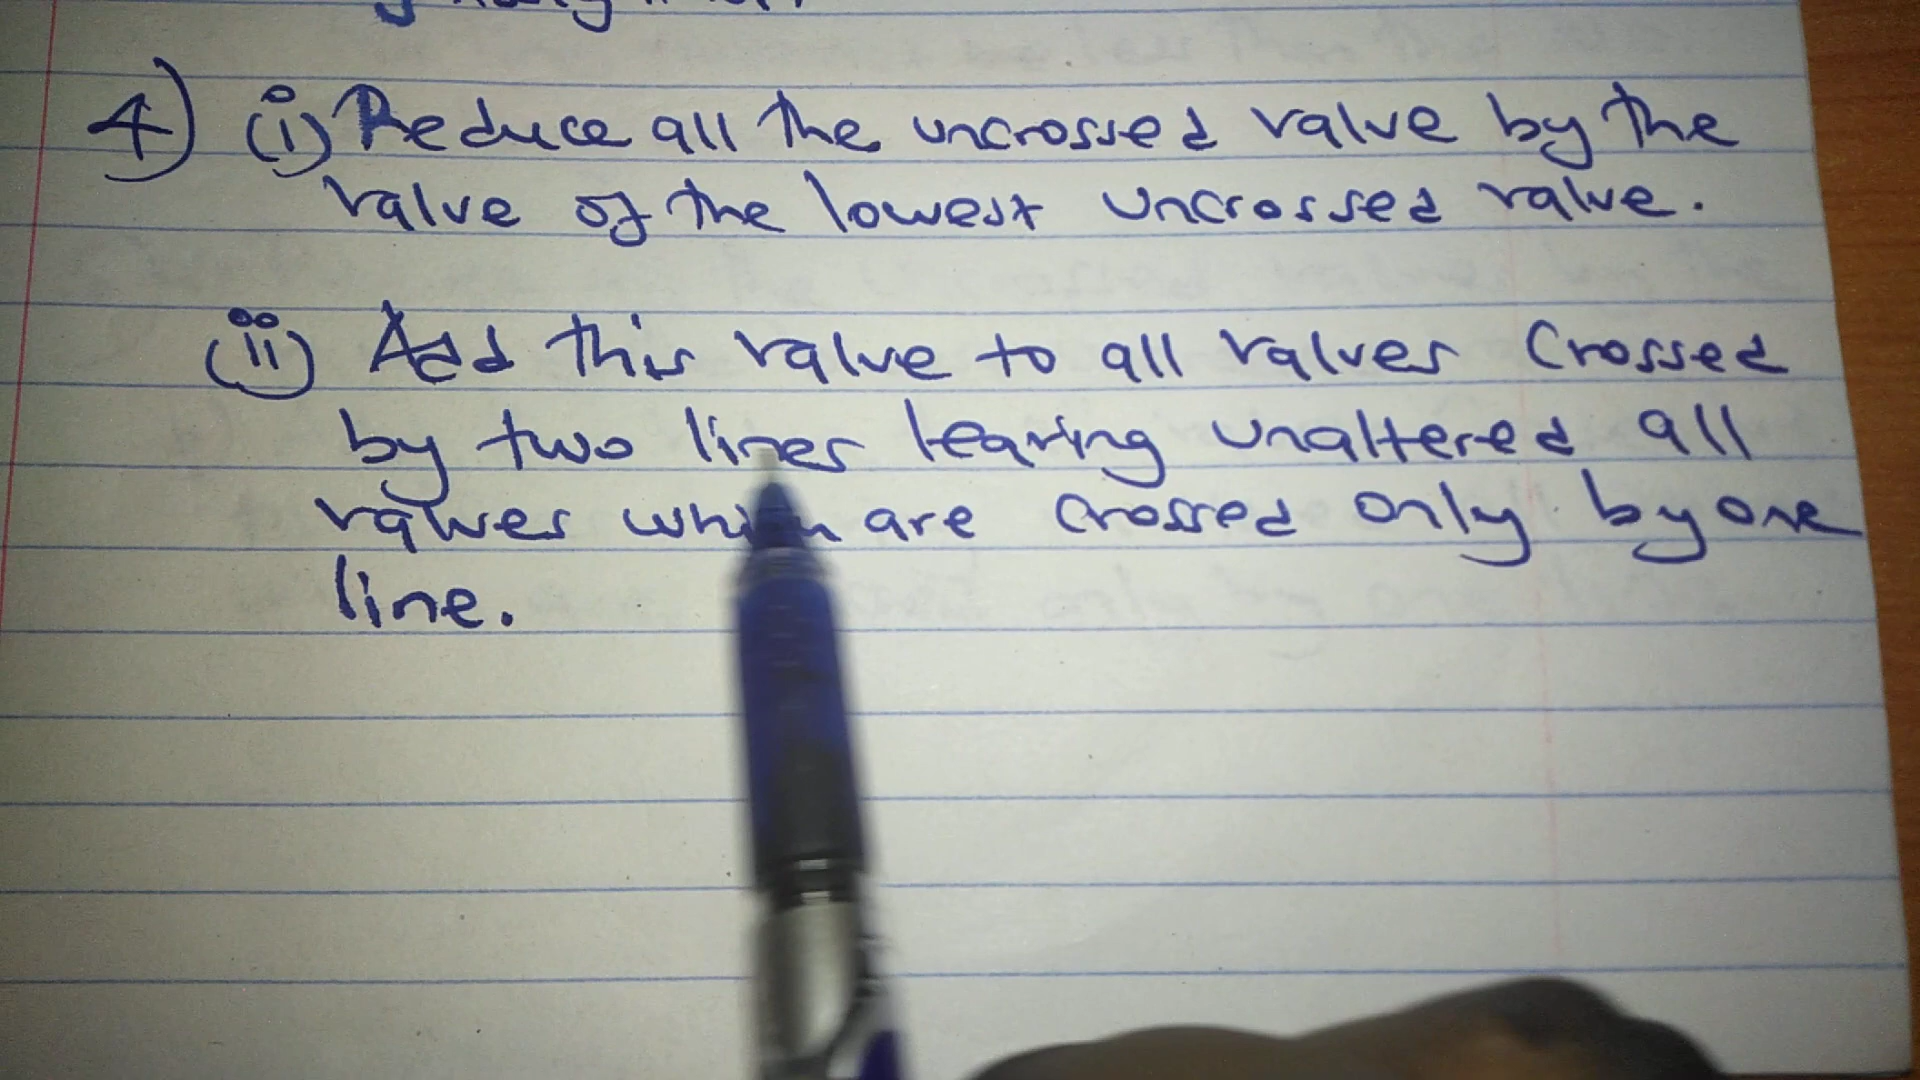 4) (i) Reduce all the uncrossed value by the
value of the lowest uncrossed value.
(ii) Add this value to all values crossed
by two lines leaving unaltered all
values which are crossed only by one
line.